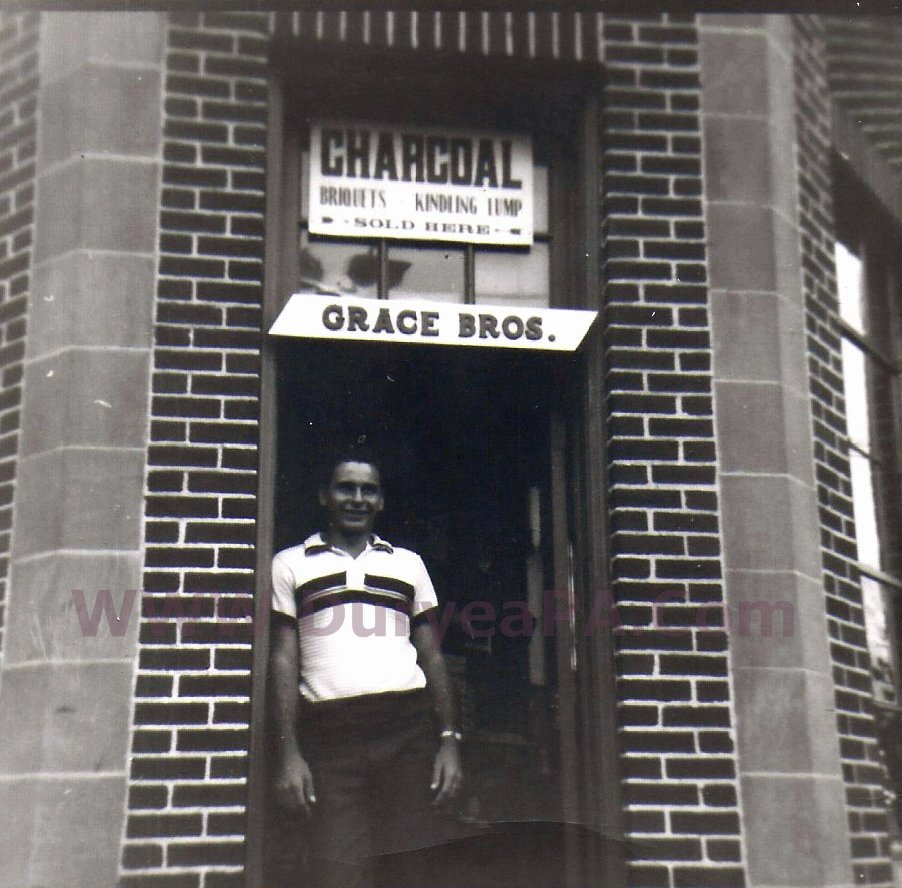 CHARCOAL
BRIQUETS KINDLING LUMP
SOLD HERE
GRACE BROS.
WWW.DuryeaPA.Com